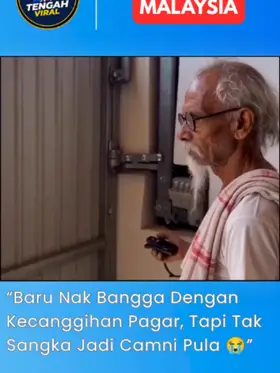 TENGAH
VIRAL
MALAYSIA
“Baru Nak Bangga Dengan
Kecanggihan Pagar, Tapi Tak
Sangka Jadi Camni Pula 😭”